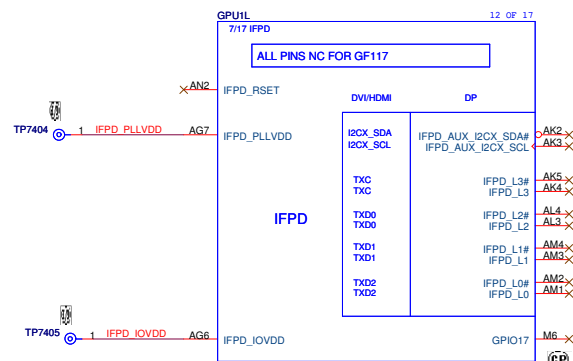 GPU1L 12 OF 17
7/17 IFPD
ALL PINS NC FOR GF117
AN2 IFPD_RSET
DVI/HDMI DP
TP7404 1 IFPD_PLLVDD AG7 IFPD_PLLVDD
I2CX_SDA IFPD_AUX_I2CX_SDA# AK2
I2CX_SCL IFPD_AUX_I2CX_SCL AK3
TXC IFPD_L3# AK5
TXC IFPD_L3 AK4
IFPD
TXD0 IFPD_L2# AL4
TXD0 IFPD_L2 AL3
TXD1 IFPD_L1# AM4
TXD1 IFPD_L1 AM3
TXD2 IFPD_L0# AM2
TXD2 IFPD_L0 AM1
TP7405 1 IFPD_IOVDD AG6 IFPD_IOVDD
GPIO17 M6